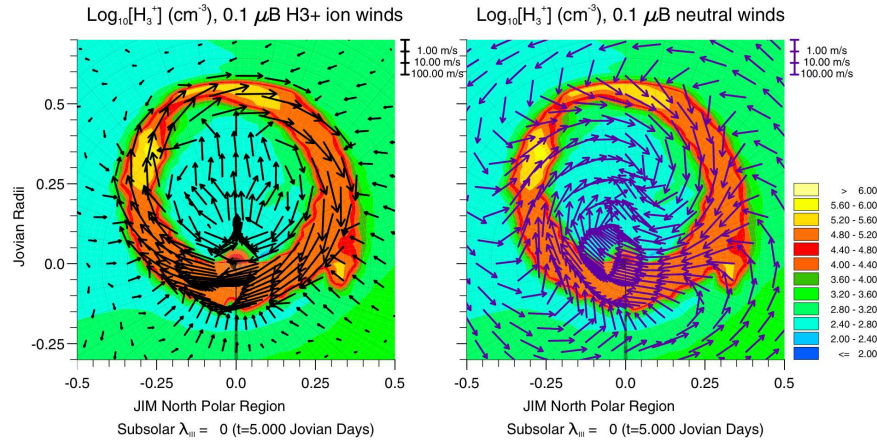 Log₁₀[H₃⁺] (cm⁻³), 0.1 μB H3+ ion winds
1.00 m/s
10.00 m/s
100.00 m/s
0.5
0.25
0.0
-0.25
Jovian Radii
-0.5
-0.25
0.0
0.25
0.5
JIM North Polar Region
Subsolar λ_III = 0 (t=5.000 Jovian Days)
Log₁₀[H₃⁺] (cm⁻³), 0.1 μB neutral winds
1.00 m/s
10.00 m/s
100.00 m/s
-0.5
-0.25
0.0
0.25
0.5
JIM North Polar Region
Subsolar λ_III = 0 (t=5.000 Jovian Days)
> 6.00
5.60 - 6.00
5.20 - 5.60
4.80 - 5.20
4.40 - 4.80
4.00 - 4.40
3.60 - 4.00
3.20 - 3.60
2.80 - 3.20
2.40 - 2.80
2.00 - 2.40
<= 2.00